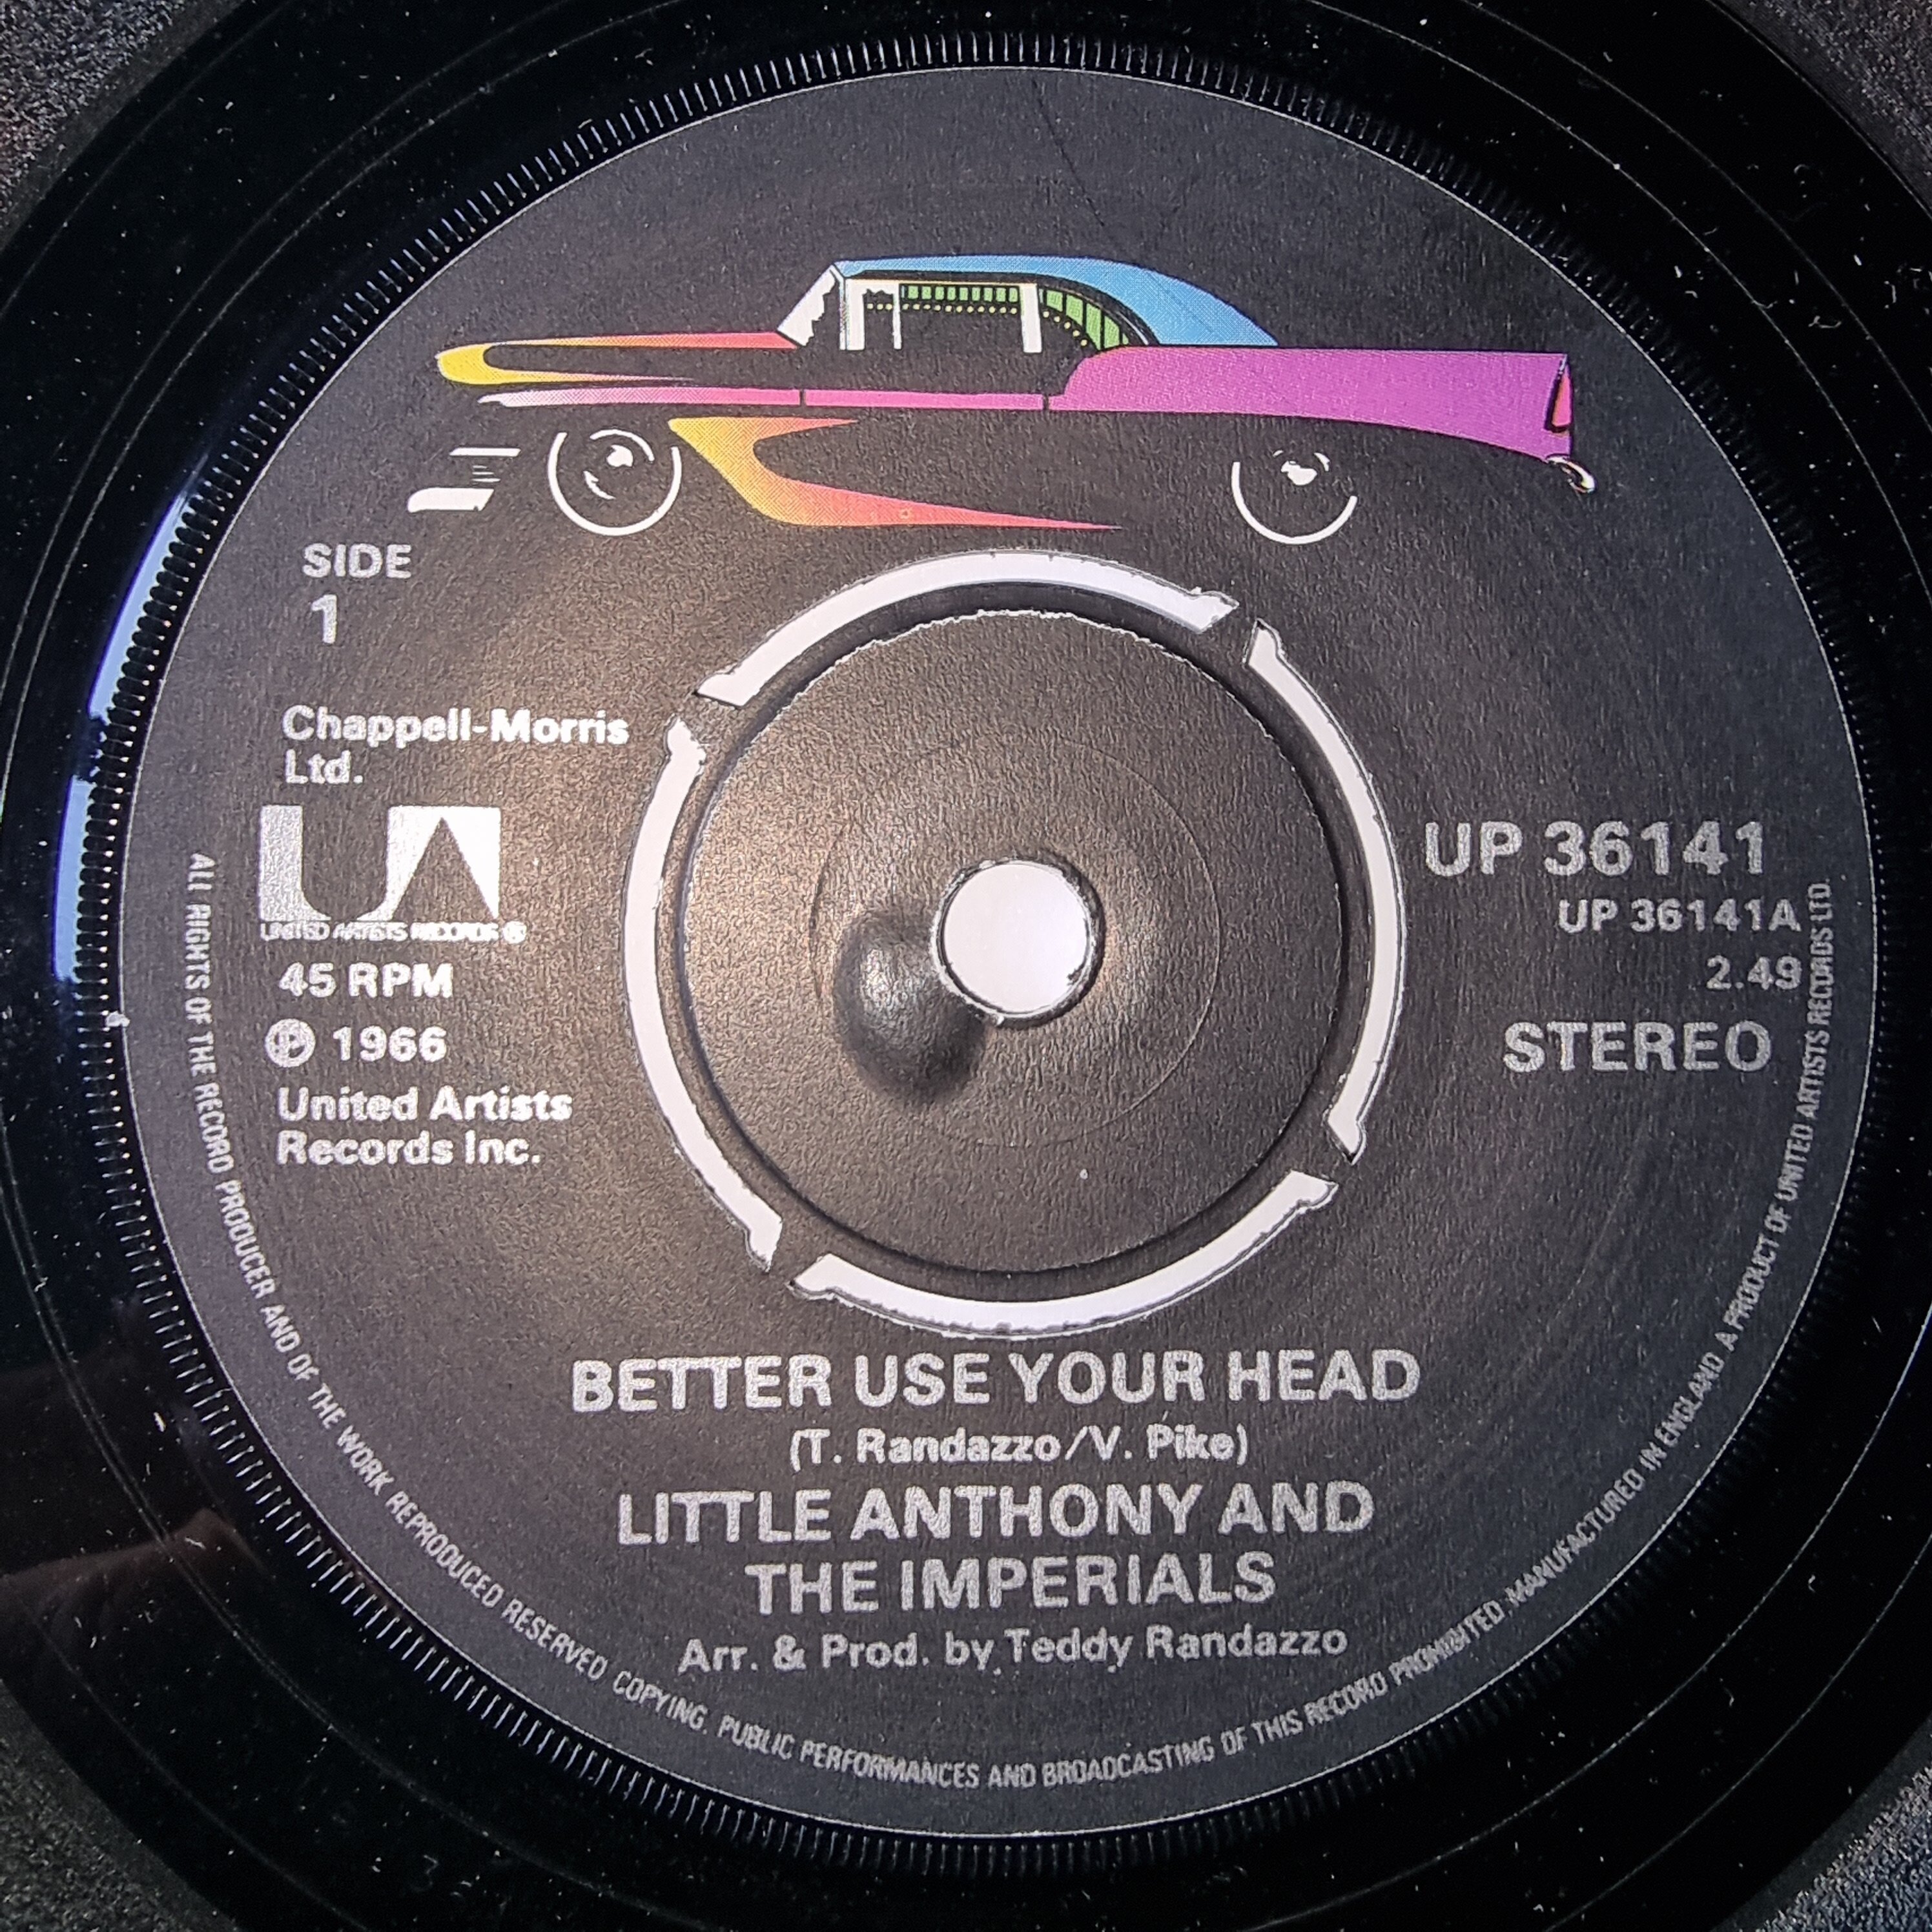 SIDE
1
Chappell-Morris
Ltd.
UA
UNITED ARTISTS RECORDS ®
45 RPM
℗ 1966
United Artists
Records Inc.
UP 36141
UP 36141A
2.49
STEREO
BETTER USE YOUR HEAD
(T. Randazzo/V. Pike)
LITTLE ANTHONY AND
THE IMPERIALS
Arr. & Prod. by Teddy Randazzo
ALL RIGHTS OF THE RECORD PRODUCER AND OF THE WORK REPRODUCED RESERVED. COPYING, PUBLIC PERFORMANCES AND BROADCASTING OF THIS RECORD PROHIBITED. MANUFACTURED IN ENGLAND. A PRODUCT OF UNITED ARTISTS RECORDS LTD.